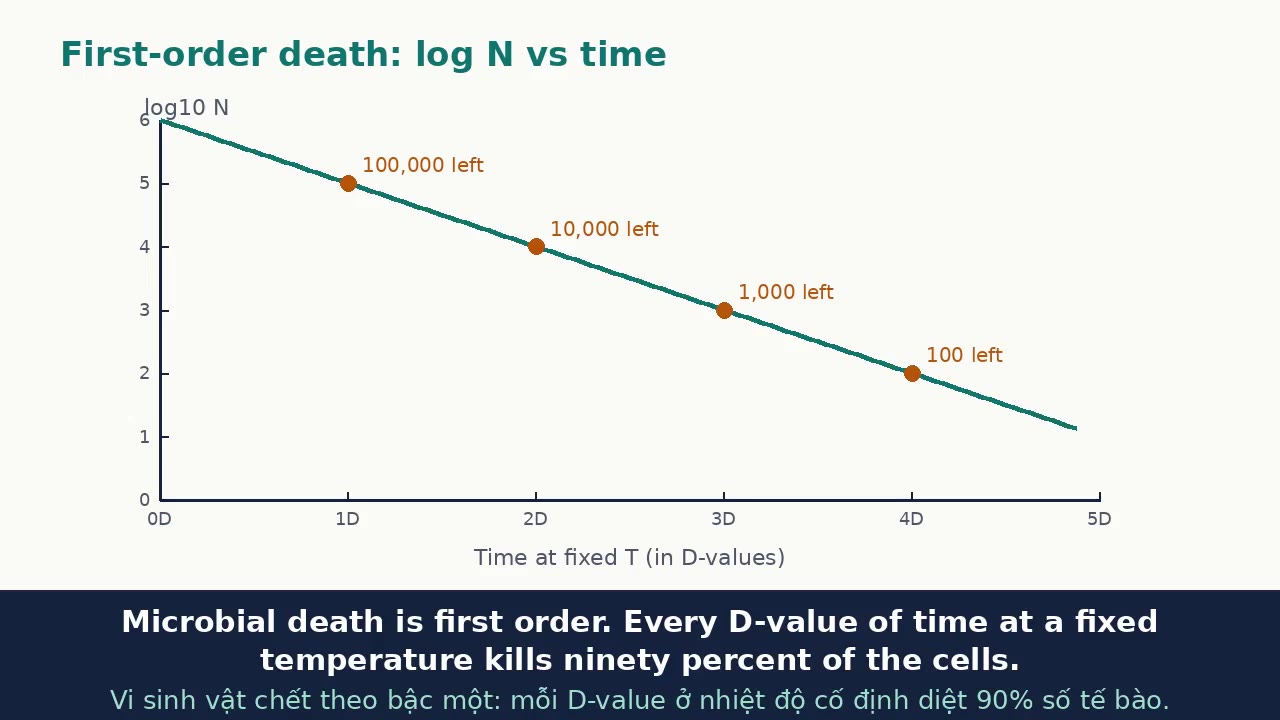 First-order death: log N vs time
log10 N
6
100,000 left
5
10,000 left
4
1,000 left
3
100 left
2
1
0
0D 1D 2D 3D 4D 5D
Time at fixed T (in D-values)
Microbial death is first order. Every D-value of time at a fixed
temperature kills ninety percent of the cells.
Vi sinh vật chết theo bậc một: mỗi D-value ở nhiệt độ cố định diệt 90% số tế bào.